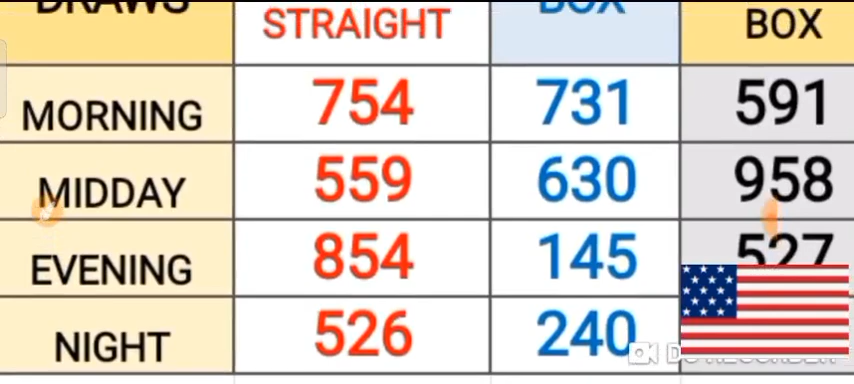 DRAWS STRAIGHT BOX BOX
MORNING 754 731 591
MIDDAY 559 630 958
EVENING 854 145 527
NIGHT 526 240